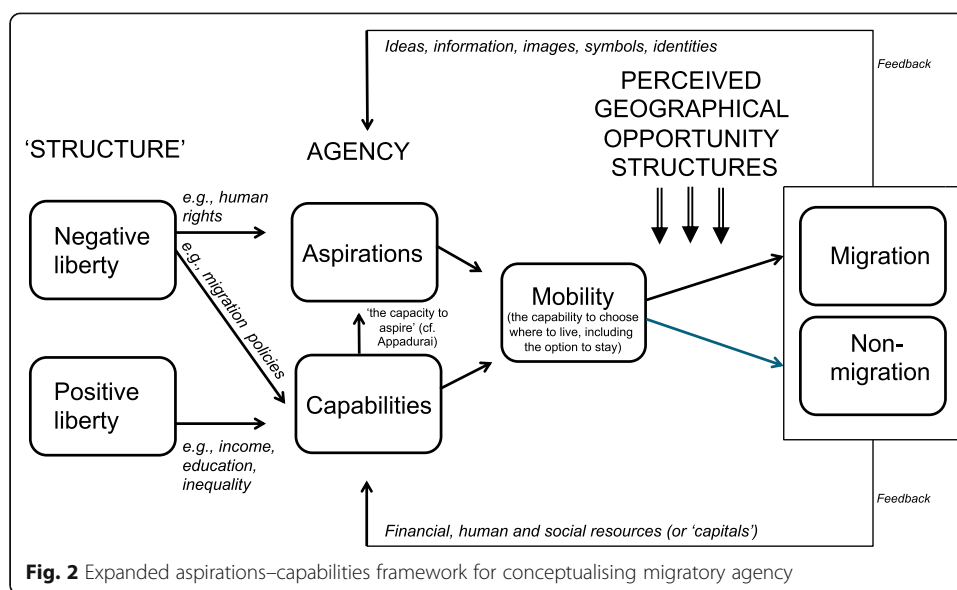 Ideas, information, images, symbols, identities
Feedback
PERCEIVED
GEOGRAPHICAL
OPPORTUNITY
STRUCTURES
‘STRUCTURE’
AGENCY
e.g., human
rights
Negative
liberty
e.g., migration policies
Aspirations
Migration
Mobility
(the capability to choose
where to live, including
the option to stay)
‘the capacity to
aspire’ (cf.
Appadurai)
Non-
migration
Positive
liberty
Capabilities
e.g., income,
education,
inequality
Feedback
Financial, human and social resources (or ‘capitals’)
Fig. 2 Expanded aspirations–capabilities framework for conceptualising migratory agency